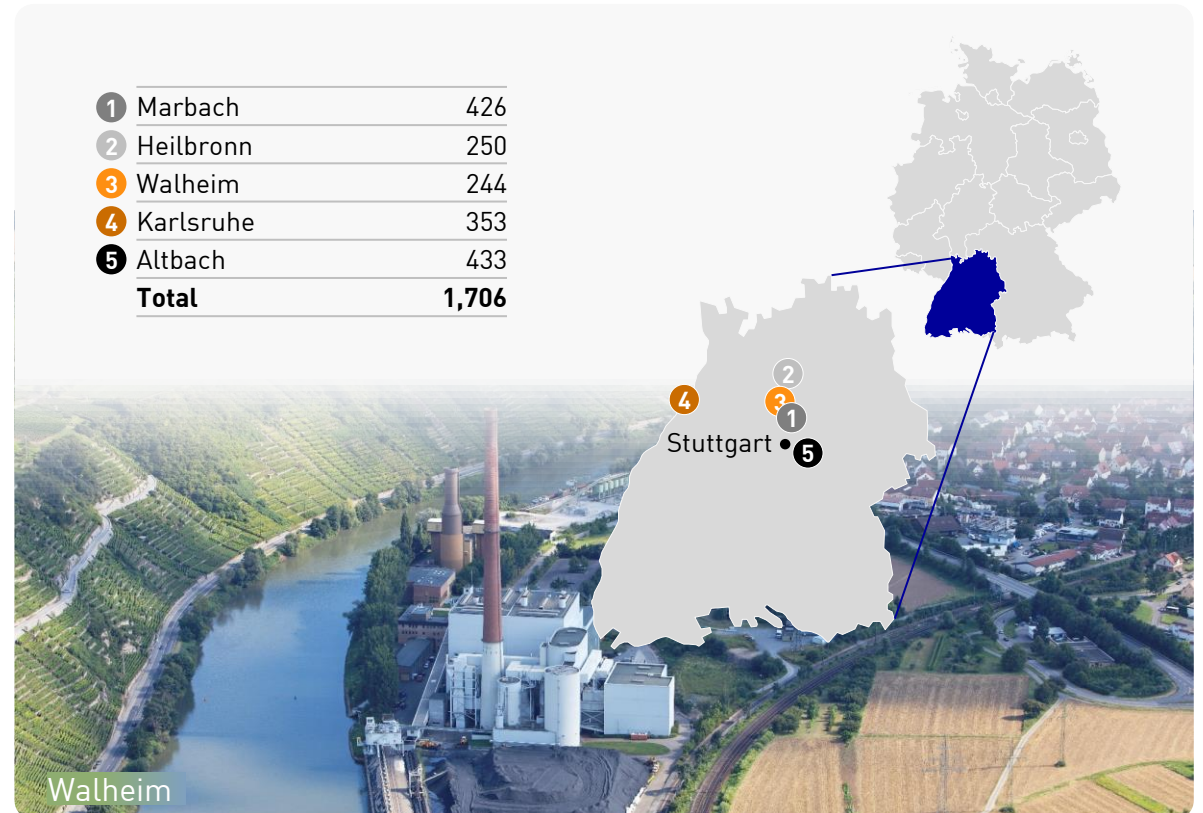 1 Marbach 426
2 Heilbronn 250
3 Walheim 244
4 Karlsruhe 353
5 Altbach 433
Total 1,706
2
4 3
1
Stuttgart 5
Walheim